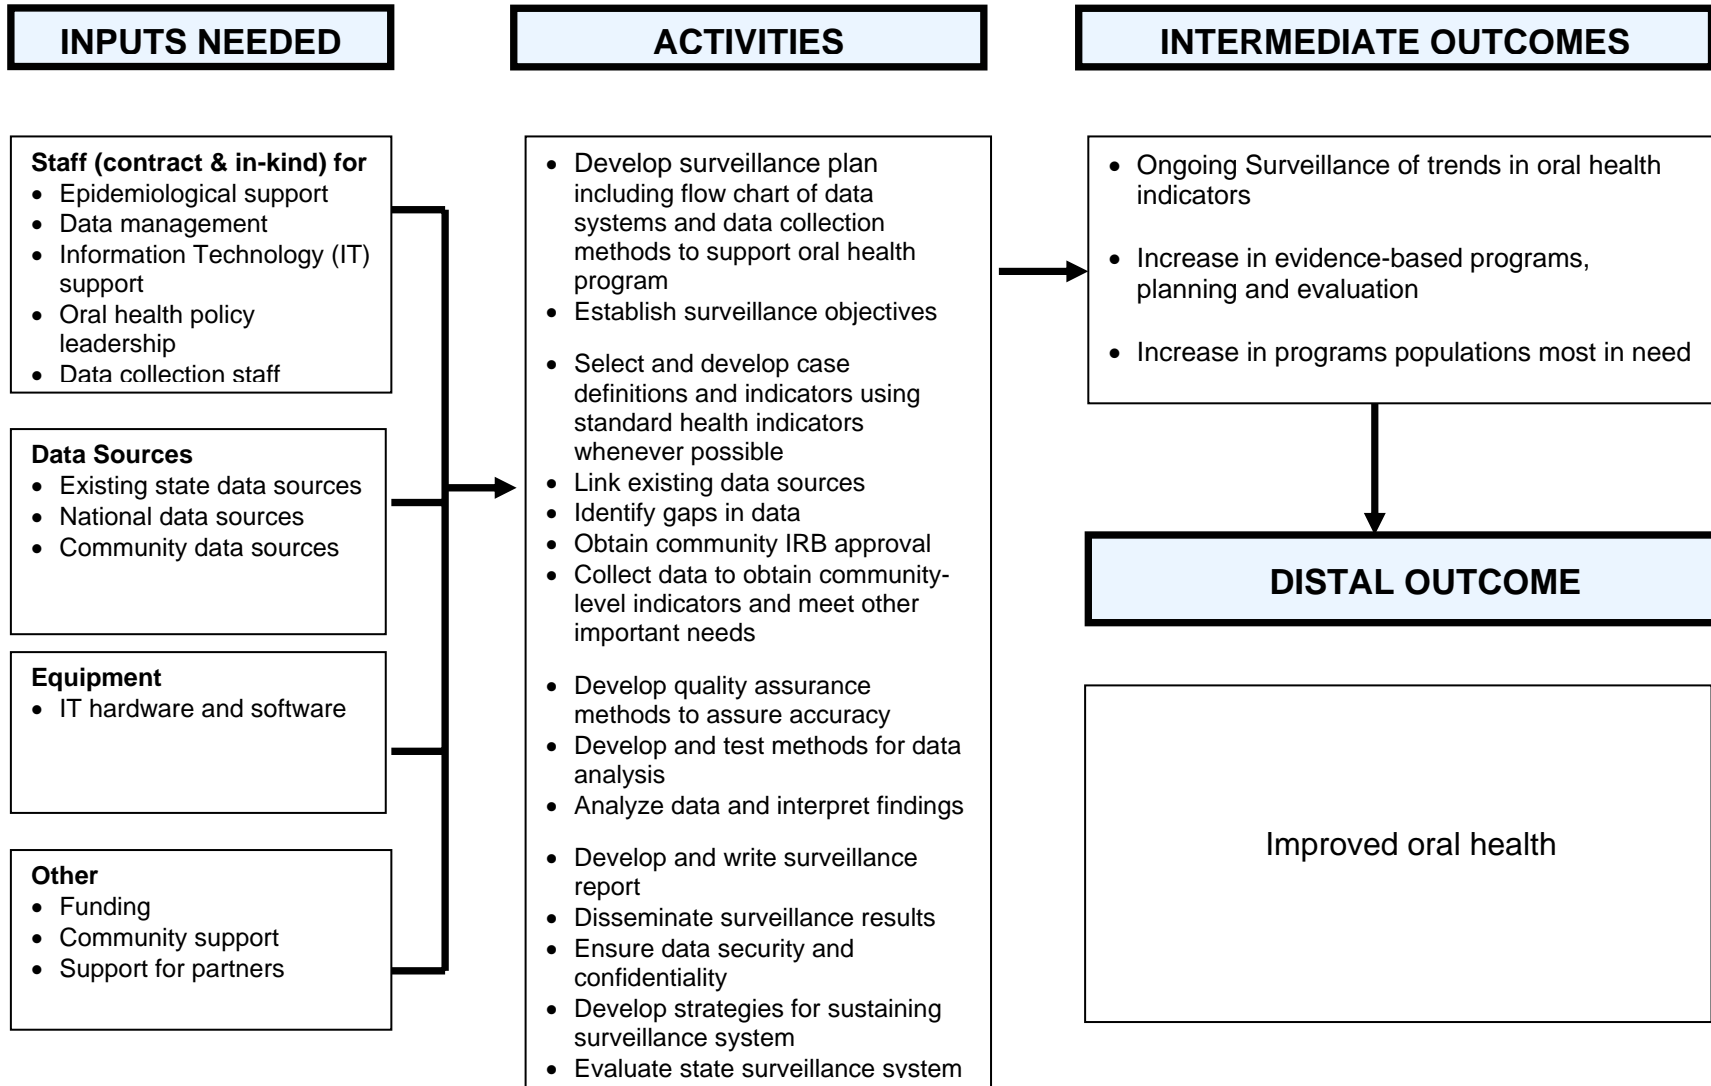 INPUTS NEEDED
ACTIVITIES
INTERMEDIATE OUTCOMES
Staff (contract & in-kind) for
• Epidemiological support
• Data management
• Information Technology (IT)
support
• Oral health policy
leadership
• Data collection staff
Data Sources
• Existing state data sources
• National data sources
• Community data sources
Equipment
• IT hardware and software
Other
• Funding
• Community support
• Support for partners
• Develop surveillance plan
including flow chart of data
systems and data collection
methods to support oral health
program
• Establish surveillance objectives
• Select and develop case
definitions and indicators using
standard health indicators
whenever possible
• Link existing data sources
• Identify gaps in data
• Obtain community IRB approval
• Collect data to obtain community-
level indicators and meet other
important needs
• Develop quality assurance
methods to assure accuracy
• Develop and test methods for data
analysis
• Analyze data and interpret findings
• Develop and write surveillance
report
• Disseminate surveillance results
• Ensure data security and
confidentiality
• Develop strategies for sustaining
surveillance system
• Evaluate state surveillance system
• Ongoing Surveillance of trends in oral health
indicators
• Increase in evidence-based programs,
planning and evaluation
• Increase in programs populations most in need
DISTAL OUTCOME
Improved oral health